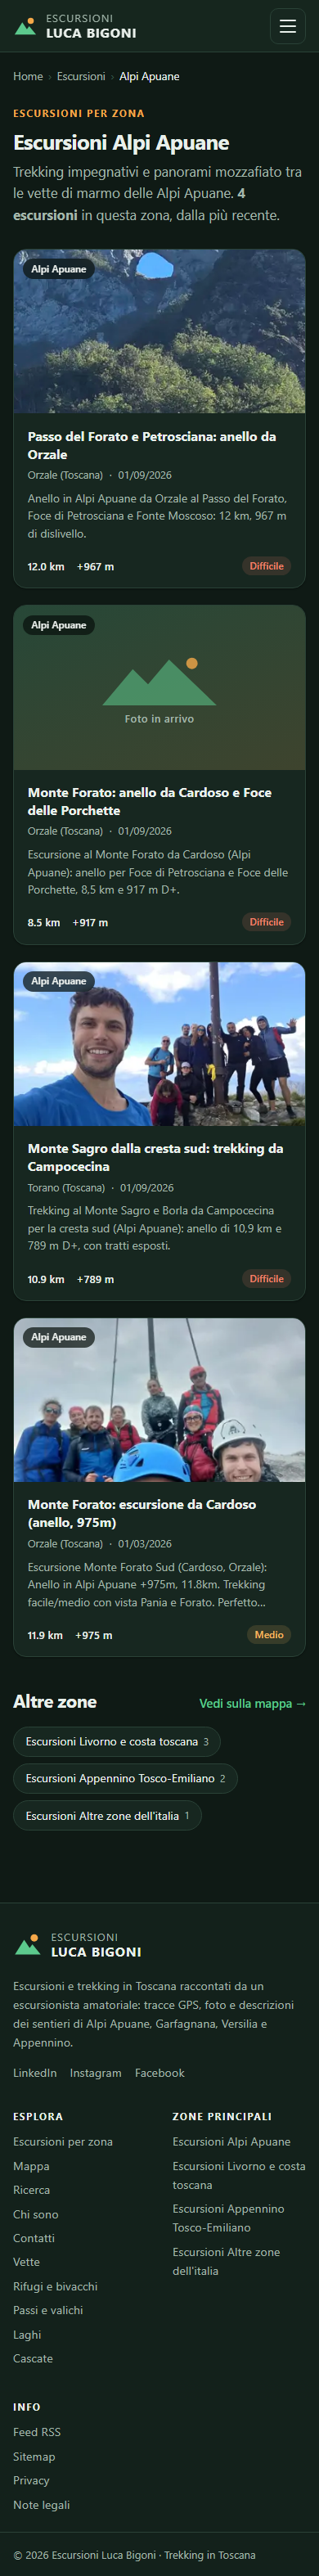 ESCURSIONI
LUCA BIGONI
Home › Escursioni › Alpi Apuane
ESCURSIONI PER ZONA
Escursioni Alpi Apuane
Trekking impegnativi e panorami mozzafiato tra
le vette di marmo delle Alpi Apuane. 4
escursioni in questa zona, dalla più recente.
Alpi Apuane
Passo del Forato e Petrosciana: anello da
Orzale
Orzale (Toscana) · 01/09/2026
Anello in Alpi Apuane da Orzale al Passo del Forato,
Foce di Petrosciana e Fonte Moscoso: 12 km, 967 m
di dislivello.
12.0 km +967 m Difficile
Alpi Apuane
Foto in arrivo
Monte Forato: anello da Cardoso e Foce
delle Porchette
Orzale (Toscana) · 01/09/2026
Escursione al Monte Forato da Cardoso (Alpi
Apuane): anello per Foce di Petrosciana e Foce delle
Porchette, 8,5 km e 917 m D+.
8.5 km +917 m Difficile
Alpi Apuane
Monte Sagro dalla cresta sud: trekking da
Campocecina
Torano (Toscana) · 01/09/2026
Trekking al Monte Sagro e Borla da Campocecina
per la cresta sud (Alpi Apuane): anello di 10,9 km e
789 m D+, con tratti esposti.
10.9 km +789 m Difficile
Alpi Apuane
Monte Forato: escursione da Cardoso
(anello, 975m)
Orzale (Toscana) · 01/03/2026
Escursione Monte Forato Sud (Cardoso, Orzale):
Anello in Alpi Apuane +975m, 11.8km. Trekking
facile/medio con vista Pania e Forato. Perfetto...
11.9 km +975 m Medio
Altre zone Vedi sulla mappa →
Escursioni Livorno e costa toscana 3
Escursioni Appennino Tosco-Emiliano 2
Escursioni Altre zone dell'italia 1
ESCURSIONI
LUCA BIGONI
Escursioni e trekking in Toscana raccontati da un
escursionista amatoriale: tracce GPS, foto e descrizioni
dei sentieri di Alpi Apuane, Garfagnana, Versilia e
Appennino.
LinkedIn Instagram Facebook
ESPLORA
Escursioni per zona
Mappa
Ricerca
Chi sono
Contatti
Vette
Rifugi e bivacchi
Passi e valichi
Laghi
Cascate
ZONE PRINCIPALI
Escursioni Alpi Apuane
Escursioni Livorno e costa
toscana
Escursioni Appennino
Tosco-Emiliano
Escursioni Altre zone
dell'italia
INFO
Feed RSS
Sitemap
Privacy
Note legali
© 2026 Escursioni Luca Bigoni · Trekking in Toscana